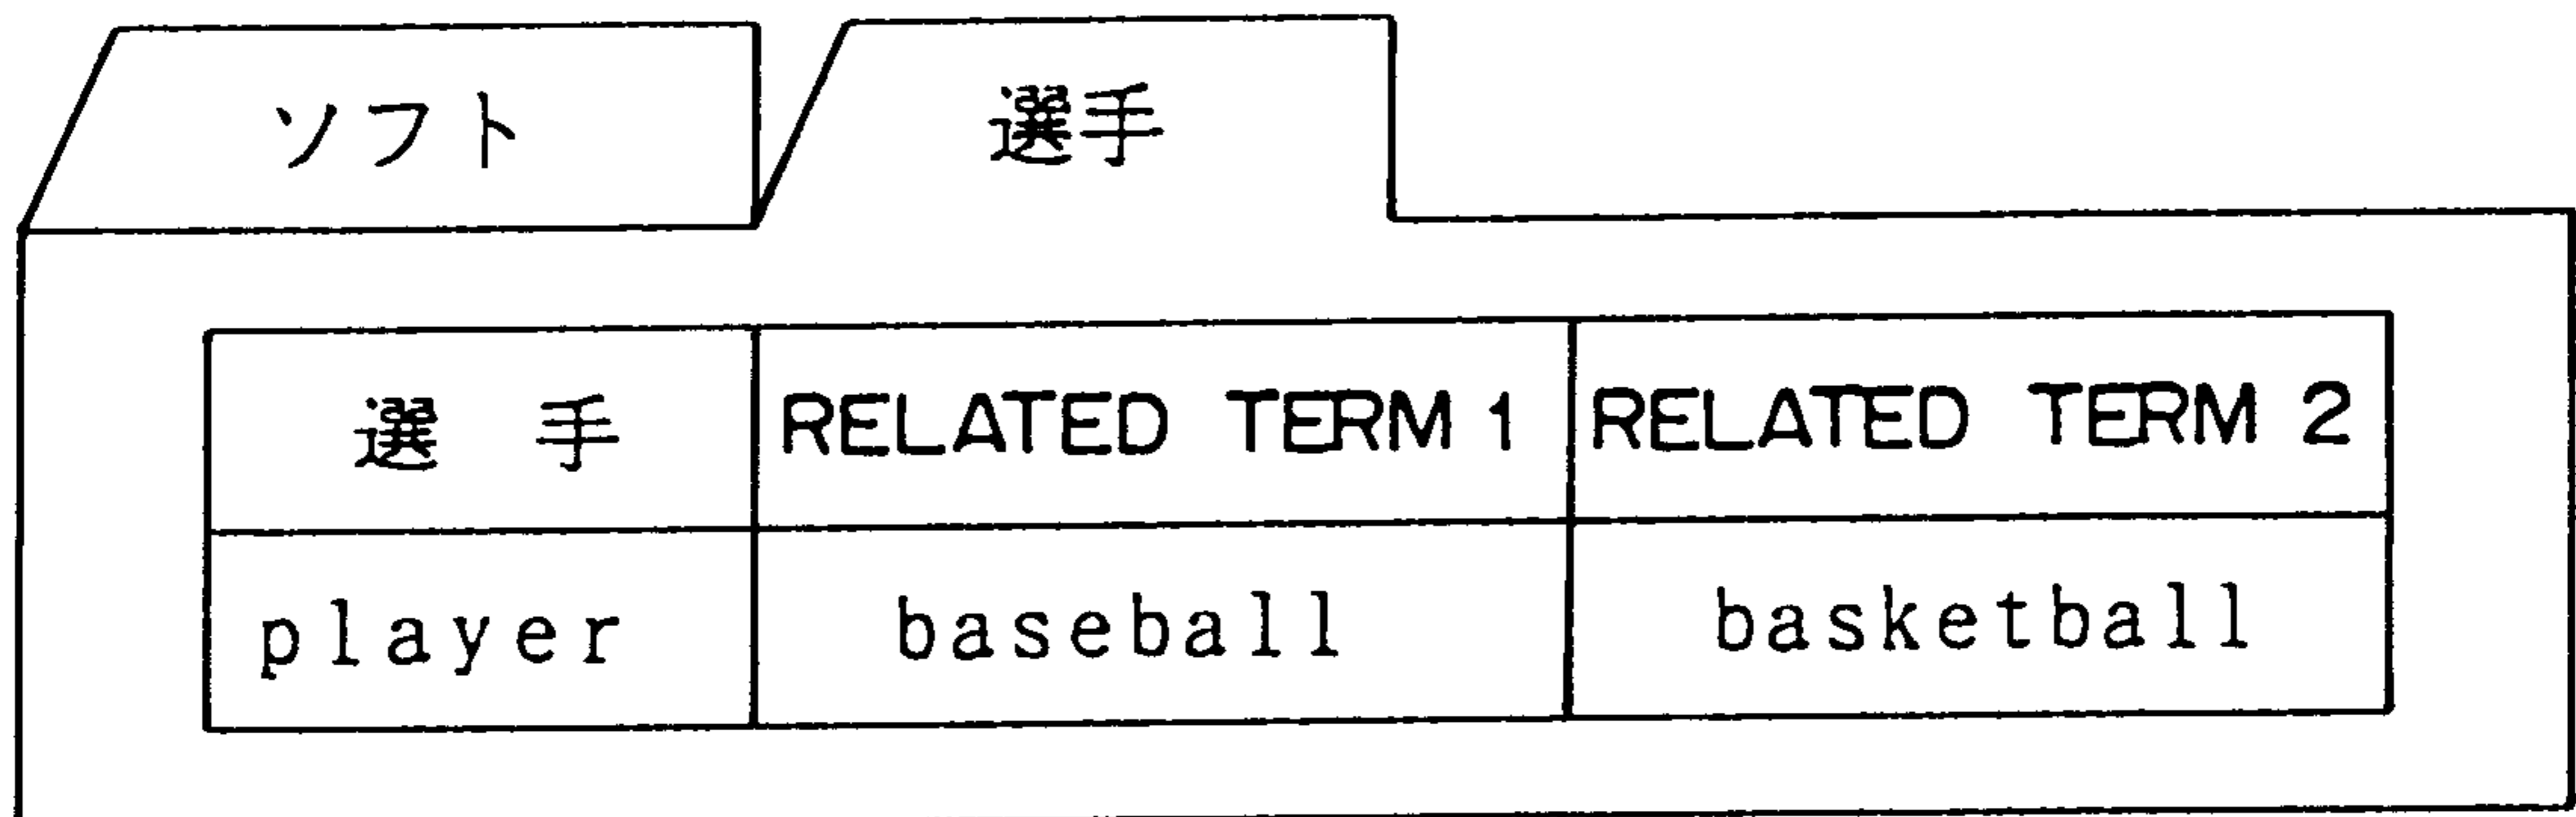 ソフト 選手
選手 RELATED TERM 1 RELATED TERM 2
player baseball basketball